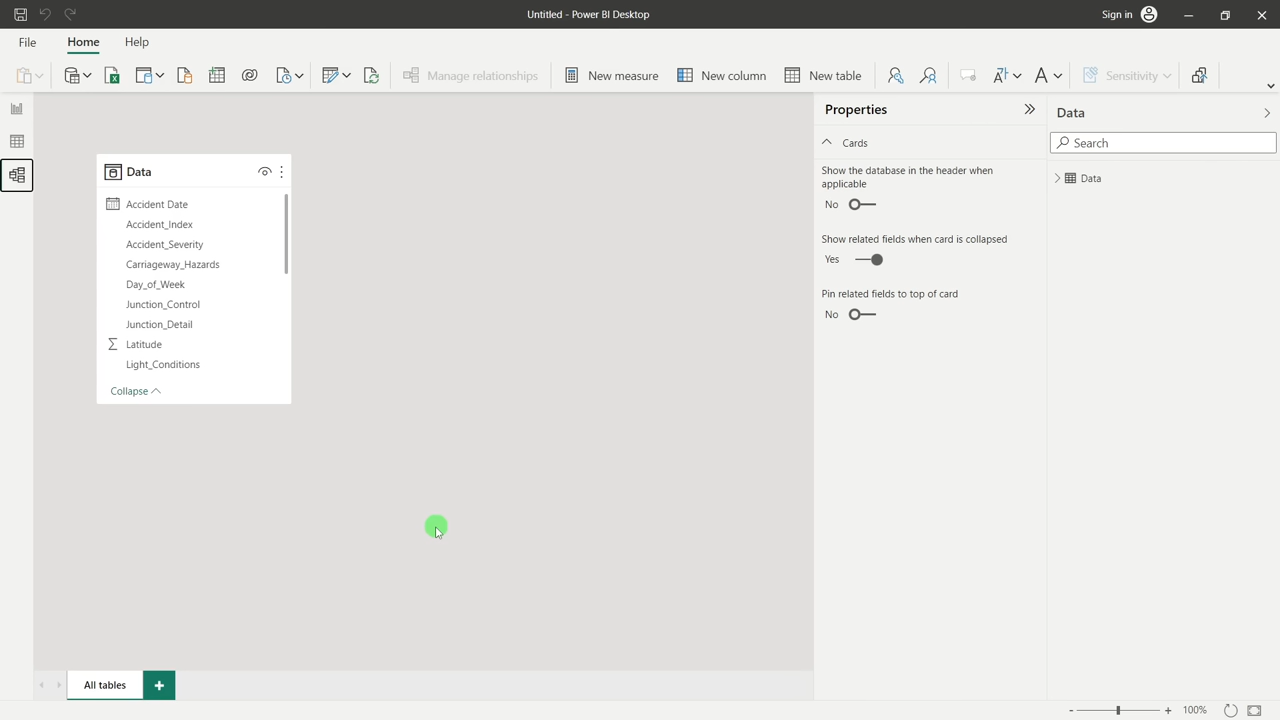 Untitled - Power BI Desktop
Sign in
File
Home
Help
Manage relationships
New measure
New column
New table
Sensitivity
Data
Accident Date
Accident_Index
Accident_Severity
Carriageway_Hazards
Day_of_Week
Junction_Control
Junction_Detail
Latitude
Light_Conditions
Collapse
Properties
Cards
Show the database in the header when
applicable
No
Show related fields when card is collapsed
Yes
Pin related fields to top of card
No
Data
Search
Data
All tables
100%